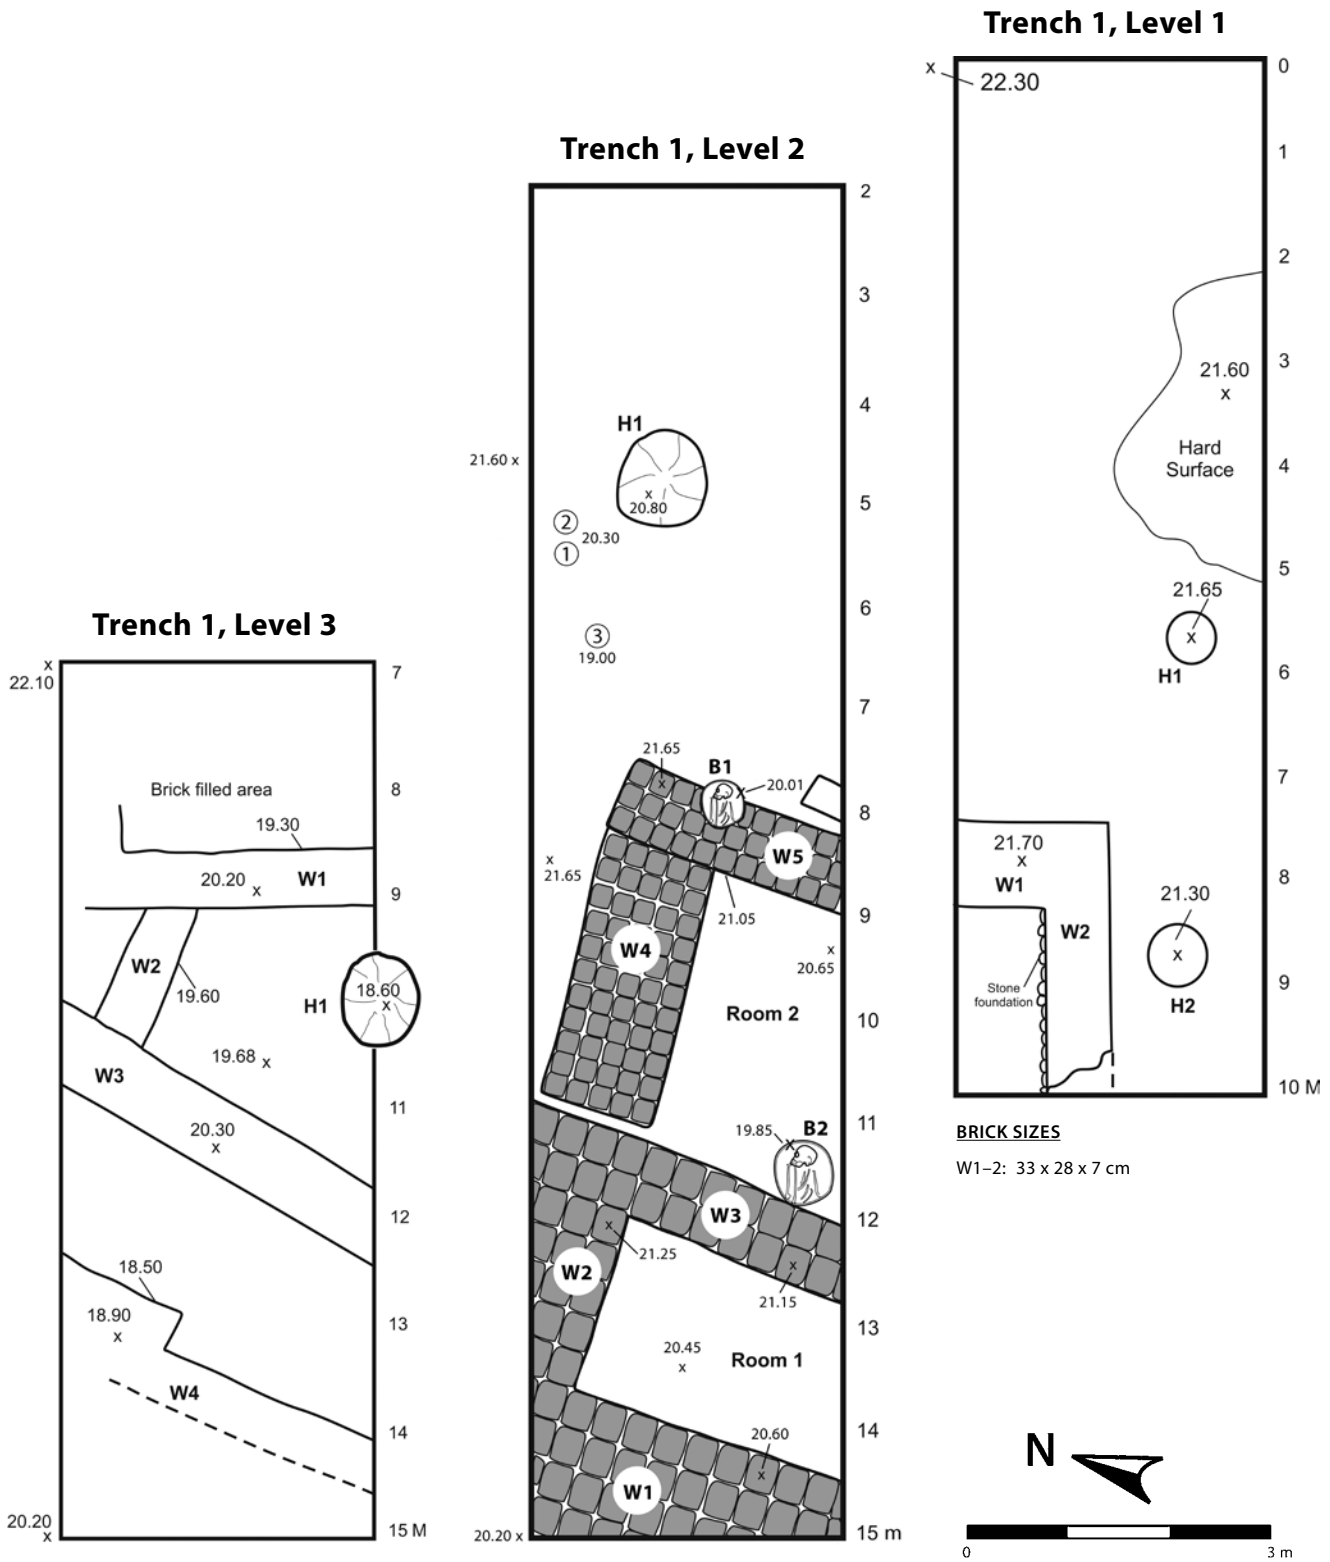 Trench 1, Level 3
x
22.10
7
8
9
11
12
13
14
15 M
Brick filled area
19.30
20.20 x
W1
W2
19.60
H1
18.60
x
19.68 x
W3
20.30
x
18.50
18.90
x
W4
20.20
x
Trench 1, Level 2
2
3
4
5
6
7
8
9
10
11
12
13
14
15 m
H1
21.60 x
x
20.80
2
20.30
1
3
19.00
21.65
x
B1
x
20.01
W5
x
21.65
21.05
W4
x
20.65
Room 2
19.85
x
B2
W3
x
21.25
W2
x
21.15
20.45
x
Room 1
20.60
x
W1
20.20 x
Trench 1, Level 1
x
22.30
0
1
2
3
4
5
6
7
8
9
10 M
21.60
x
Hard
Surface
21.65
x
H1
21.70
x
W1
W2
21.30
x
H2
Stone
foundation
BRICK SIZES
W1–2: 33 x 28 x 7 cm
N
0
3 m